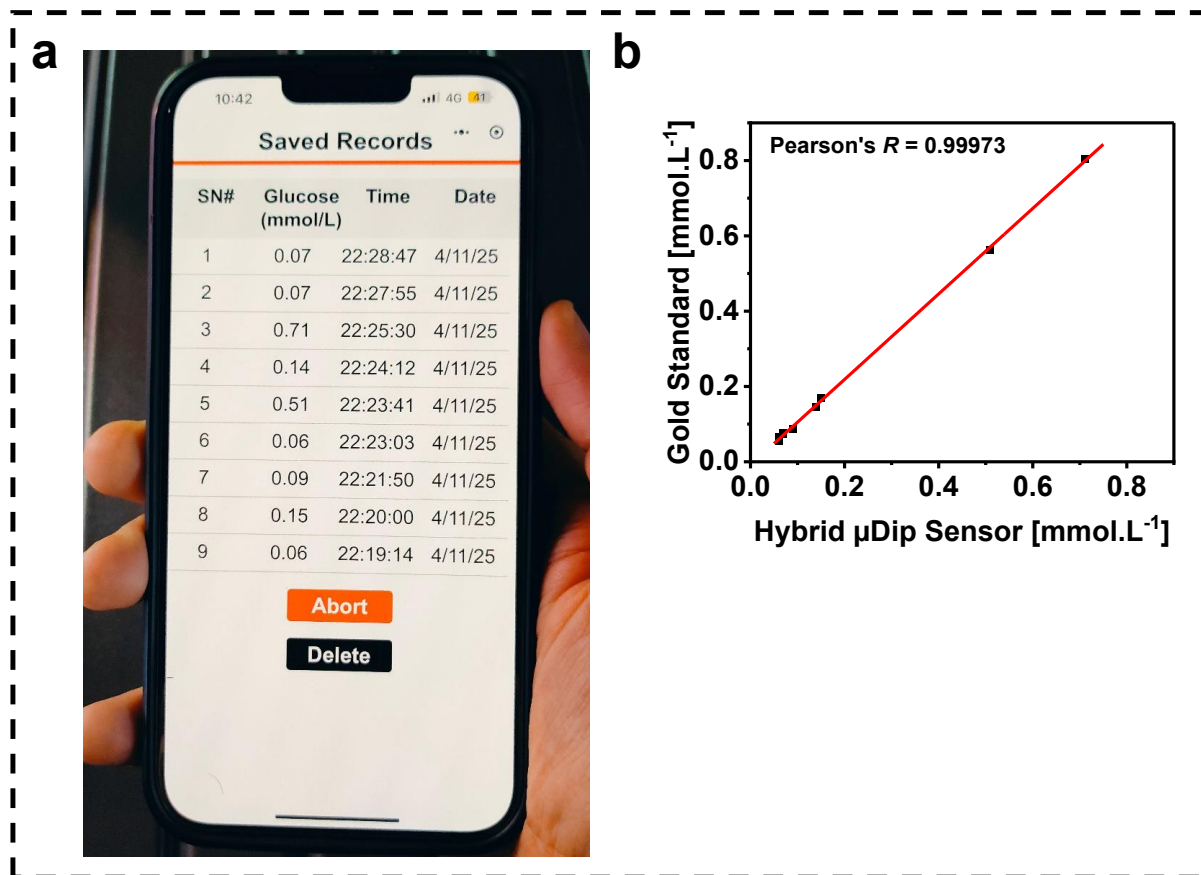 a
10:42 4G 41
Saved Records
SN# Glucose (mmol/L) Time Date
1 0.07 22:28:47 4/11/25
2 0.07 22:27:55 4/11/25
3 0.71 22:25:30 4/11/25
4 0.14 22:24:12 4/11/25
5 0.51 22:23:41 4/11/25
6 0.06 22:23:03 4/11/25
7 0.09 22:21:50 4/11/25
8 0.15 22:20:00 4/11/25
9 0.06 22:19:14 4/11/25
Abort
Delete
b
Pearson's R = 0.99973
Gold Standard [mmol.L⁻¹]
0.8
0.6
0.4
0.2
0.0
0.0 0.2 0.4 0.6 0.8
Hybrid µDip Sensor [mmol.L⁻¹]